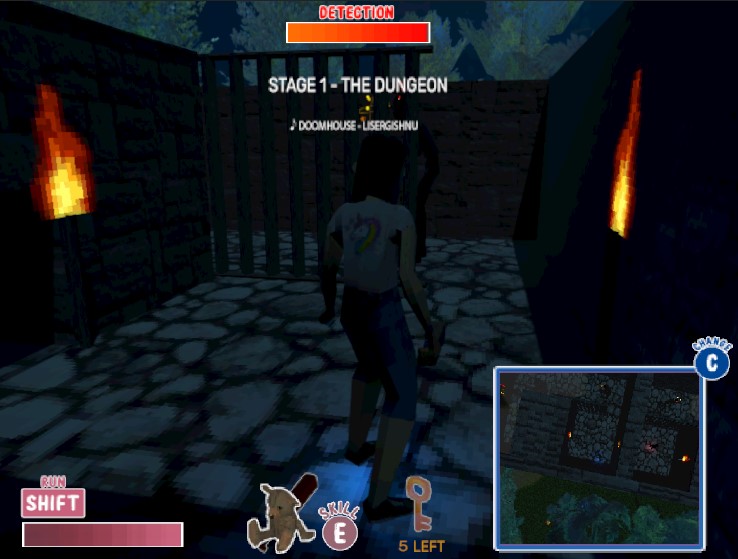 DETECTION
STAGE 1 - THE DUNGEON
♪ DOOMHOUSE - LISERGISHNU
CHANGE
C
RUN
SHIFT
SKILL
E
5 LEFT